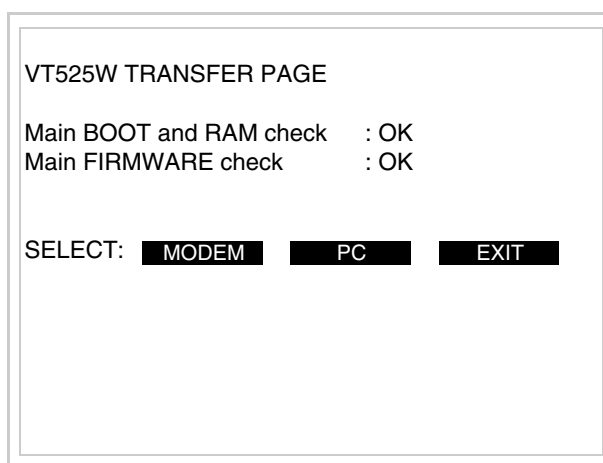 VT525W TRANSFER PAGE
Main BOOT and RAM check : OK
Main FIRMWARE check : OK
SELECT: MODEM PC EXIT